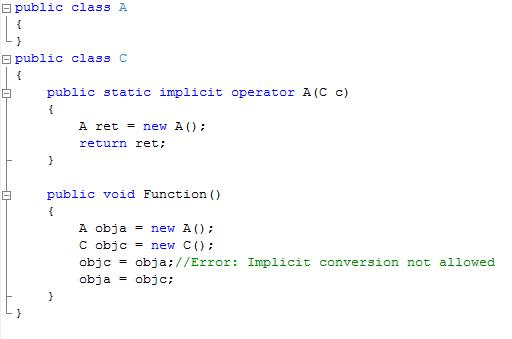 public class A
{
}
public class C
{
public static implicit operator A(C c)
{
A ret = new A();
return ret;
}
public void Function()
{
A obja = new A();
C objc = new C();
objc = obja;//Error: Implicit conversion not allowed
obja = objc;
}
}